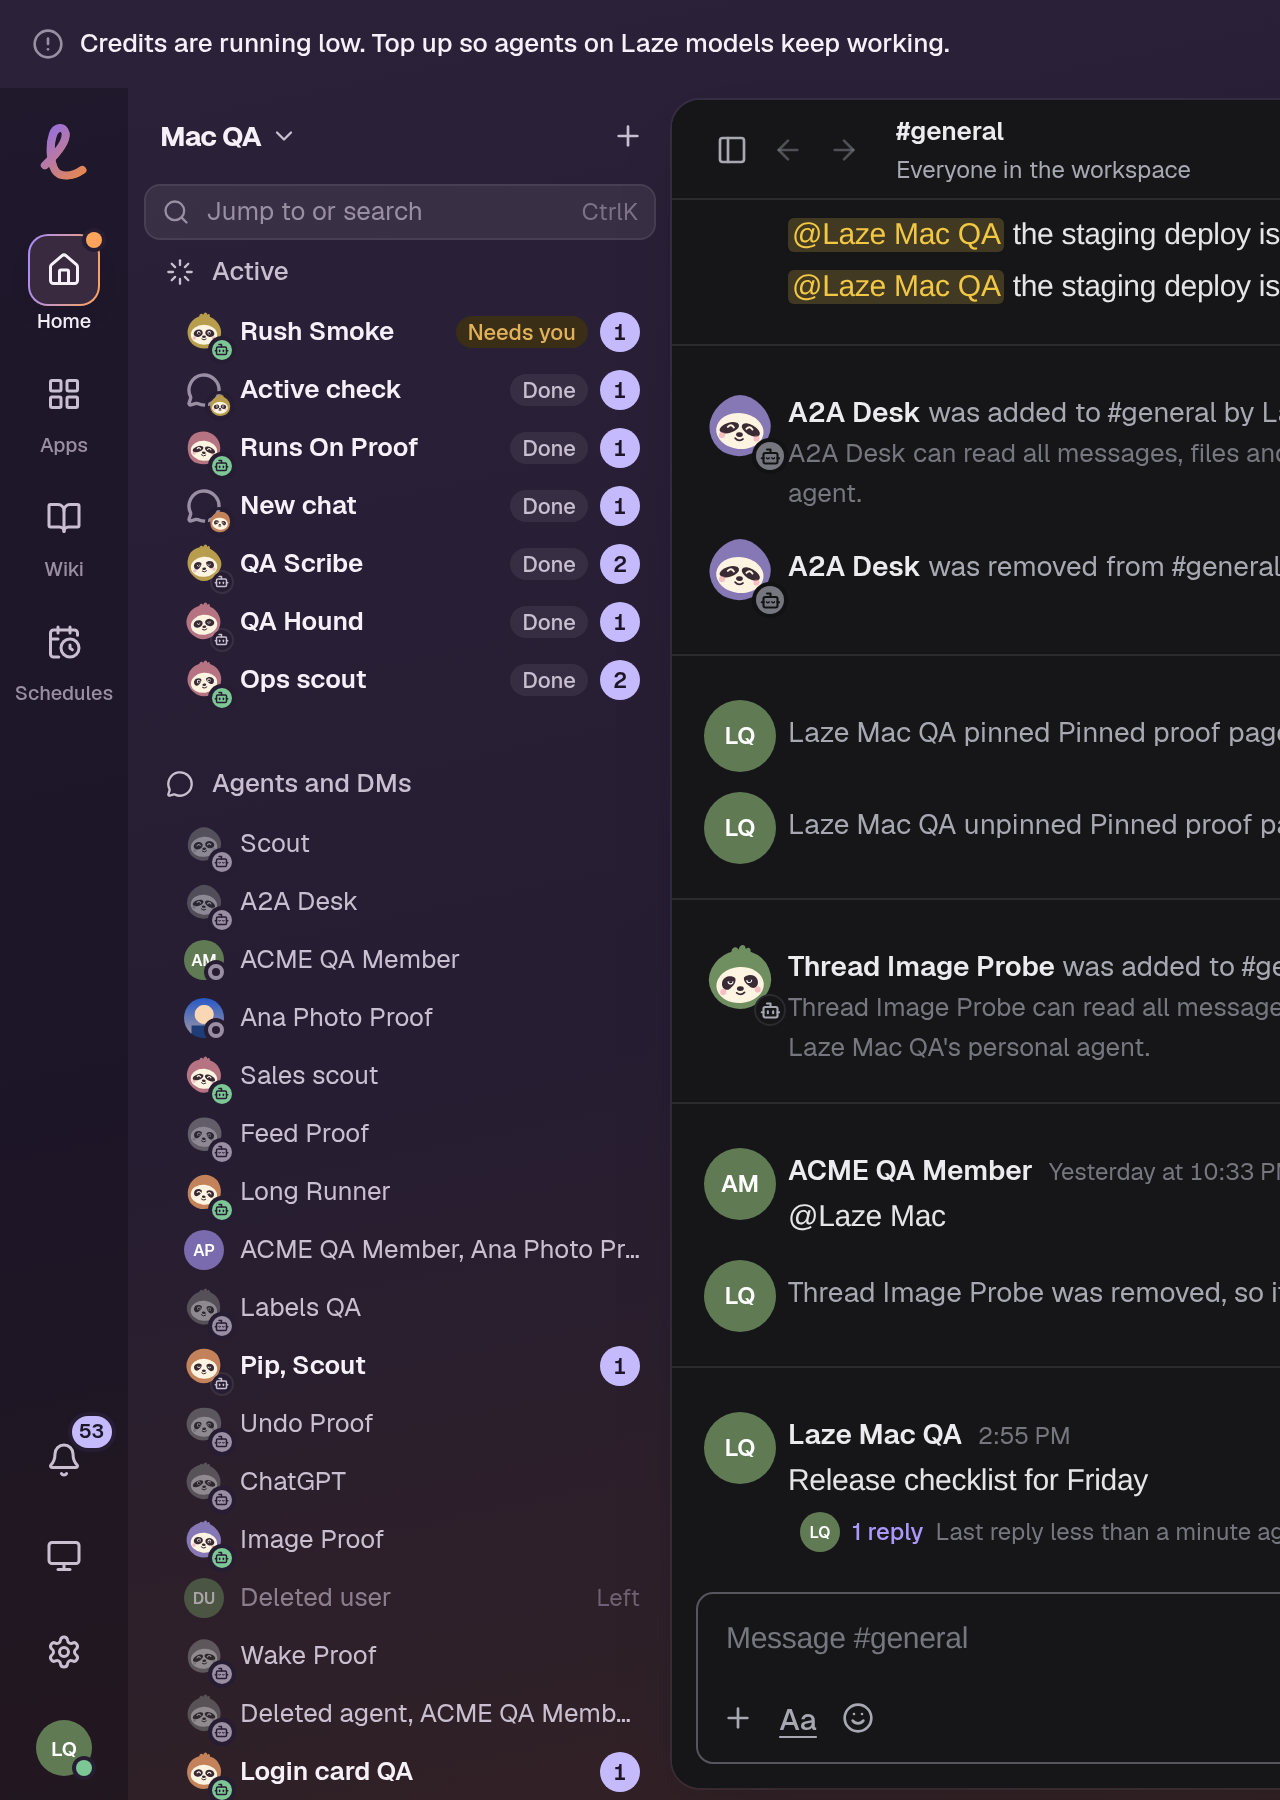 Credits are running low. Top up so agents on Laze models keep working.
Mac QA
Jump to or search
CtrlK
Home
Apps
Wiki
Schedules
53
LQ
Active
Rush Smoke
Needs you
1
Active check
Done
1
Runs On Proof
Done
1
New chat
Done
1
QA Scribe
Done
2
QA Hound
Done
1
Ops scout
Done
2
Agents and DMs
Scout
A2A Desk
AM
ACME QA Member
Ana Photo Proof
Sales scout
Feed Proof
Long Runner
AP
ACME QA Member, Ana Photo Pr...
Labels QA
Pip, Scout
1
Undo Proof
ChatGPT
Image Proof
DU
Deleted user
Left
Wake Proof
Deleted agent, ACME QA Memb...
Login card QA
1
#general
Everyone in the workspace
@Laze Mac QA the staging deploy is
@Laze Mac QA the staging deploy is
A2A Desk was added to #general by
A2A Desk can read all messages, files
agent.
A2A Desk was removed from #general
LQ
Laze Mac QA pinned Pinned proof
LQ
Laze Mac QA unpinned Pinned proof
Thread Image Probe was added to
Thread Image Probe can read all
Laze Mac QA's personal agent.
AM
ACME QA Member Yesterday at 10:33
@Laze Mac
LQ
Thread Image Probe was removed, so
LQ
Laze Mac QA 2:55 PM
Release checklist for Friday
LQ
1 reply Last reply less than a minute
Message #general
Aa